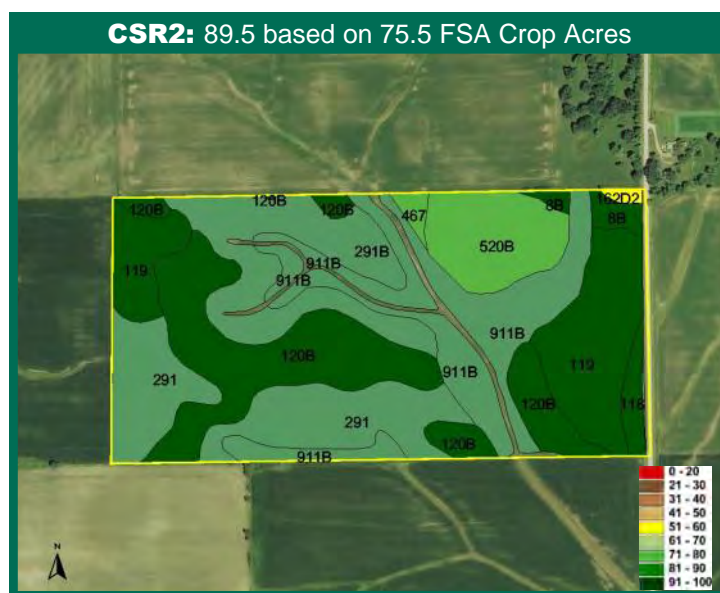 CSR2: 89.5 based on 75.5 FSA Crop Acres
120B
120B
120B
467
8B
162D2
8B
119
911B
291B
520B
911B
911B
291
120B
911B
119
120B
118
291
120B
911B
N
0 - 20
21 - 30
31 - 40
41 - 50
51 - 60
61 - 70
71 - 80
81 - 90
91 - 100